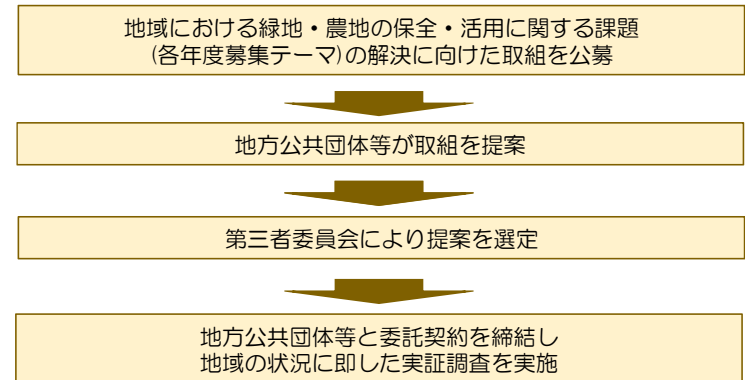 地域における緑地・農地の保全・活用に関する課題
(各年度募集テーマ)の解決に向けた取組を公募
地方公共団体等が取組を提案
第三者委員会により提案を選定
地方公共団体等と委託契約を締結し
地域の状況に即した実証調査を実施